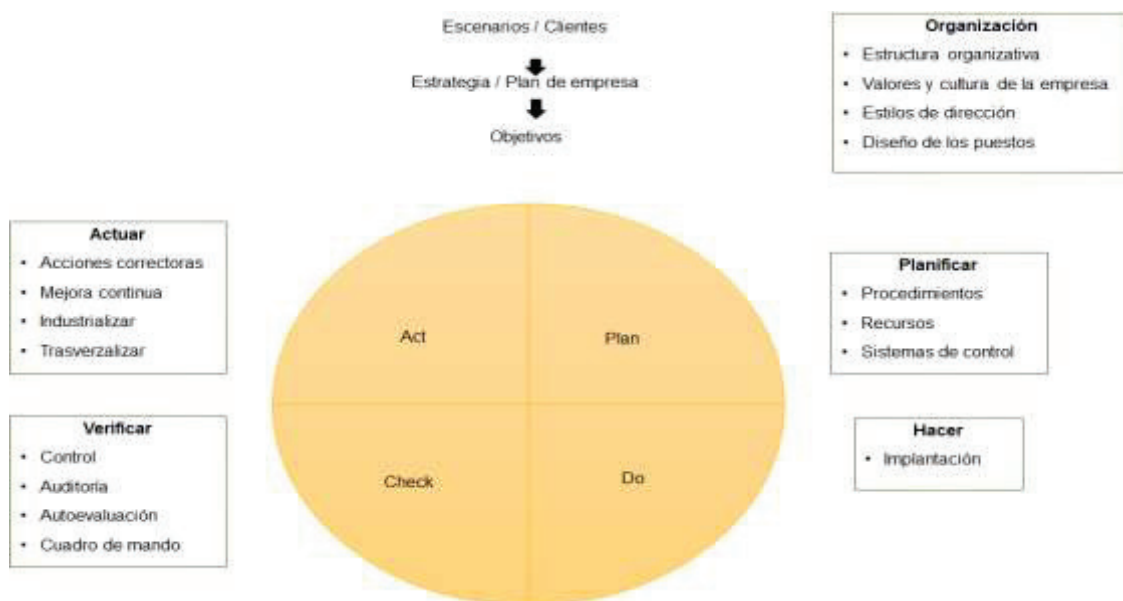 Escenarios / Clientes
Estrategia / Plan de empresa
Objetivos
Organización
• Estructura organizativa
• Valores y cultura de la empresa
• Estilos de dirección
• Diseño de los puestos
Actuar
• Acciones correctoras
• Mejora continua
• Industrializar
• Trasverzalizar
Planificar
• Procedimientos
• Recursos
• Sistemas de control
Act
Plan
Verificar
• Control
• Auditoría
• Autoevaluación
• Cuadro de mando
Hacer
• Implantación
Check
Do